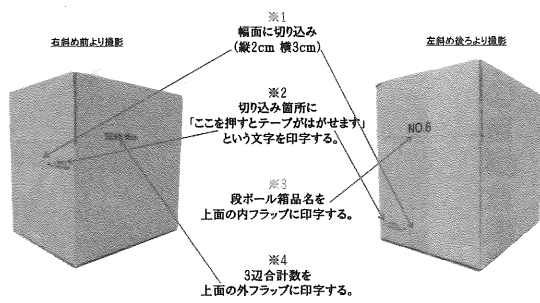 ※1
幅面に切り込み
(縦2cm 横3cm)
右斜め前より撮影
左斜め後ろより撮影
※2
切り込み箇所に
「ここを押すとテープがはがせます」
という文字を印字する。
NO.6
※3
段ボール箱品名を
上面の内フラップに印字する。
※4
3辺合計数を
上面の外フラップに印字する。